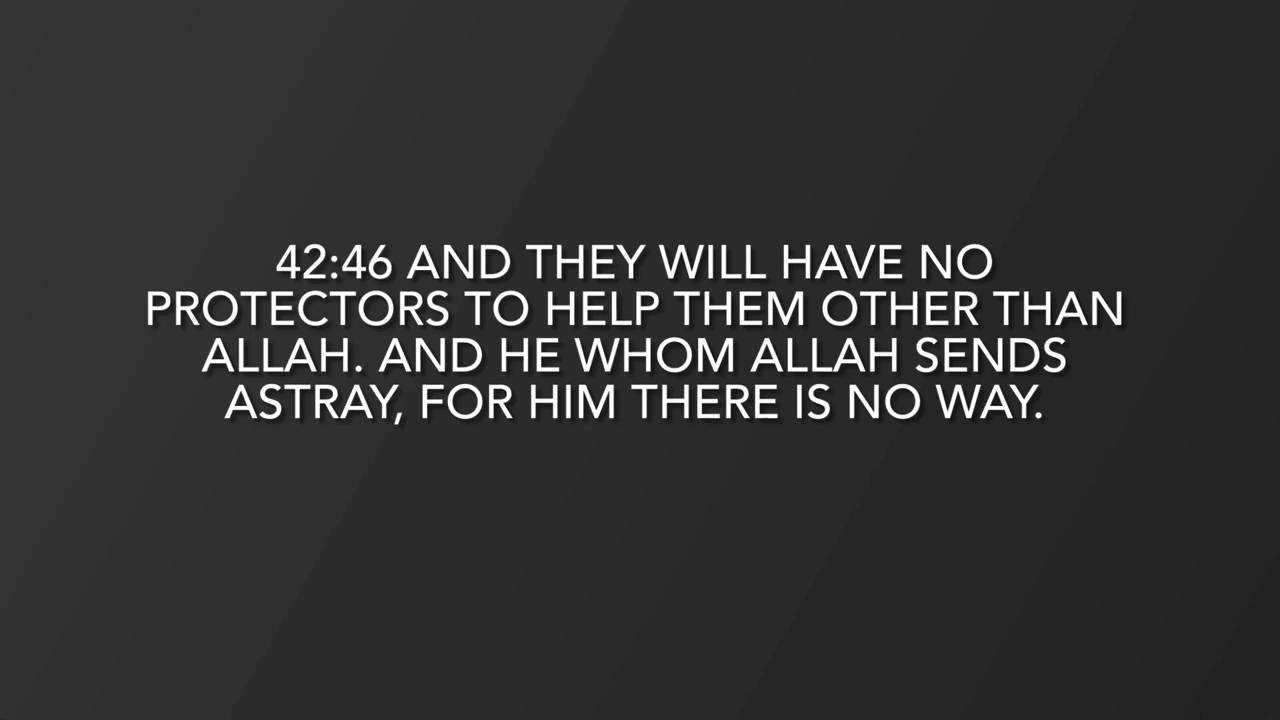 42:46 AND THEY WILL HAVE NO
PROTECTORS TO HELP THEM OTHER THAN
ALLAH. AND HE WHOM ALLAH SENDS
ASTRAY, FOR HIM THERE IS NO WAY.